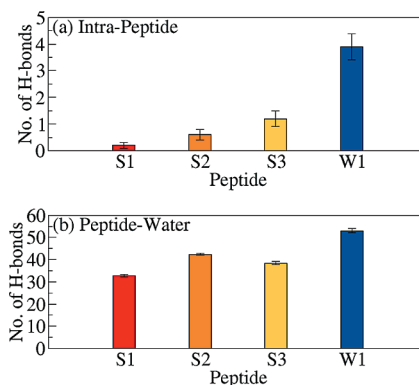 (a) Intra-Peptide
No. of H-bonds
5
4
3
2
1
0
S1 S2 S3 W1
Peptide
(b) Peptide-Water
No. of H-bonds
60
50
40
30
20
10
0
S1 S2 S3 W1
Peptide